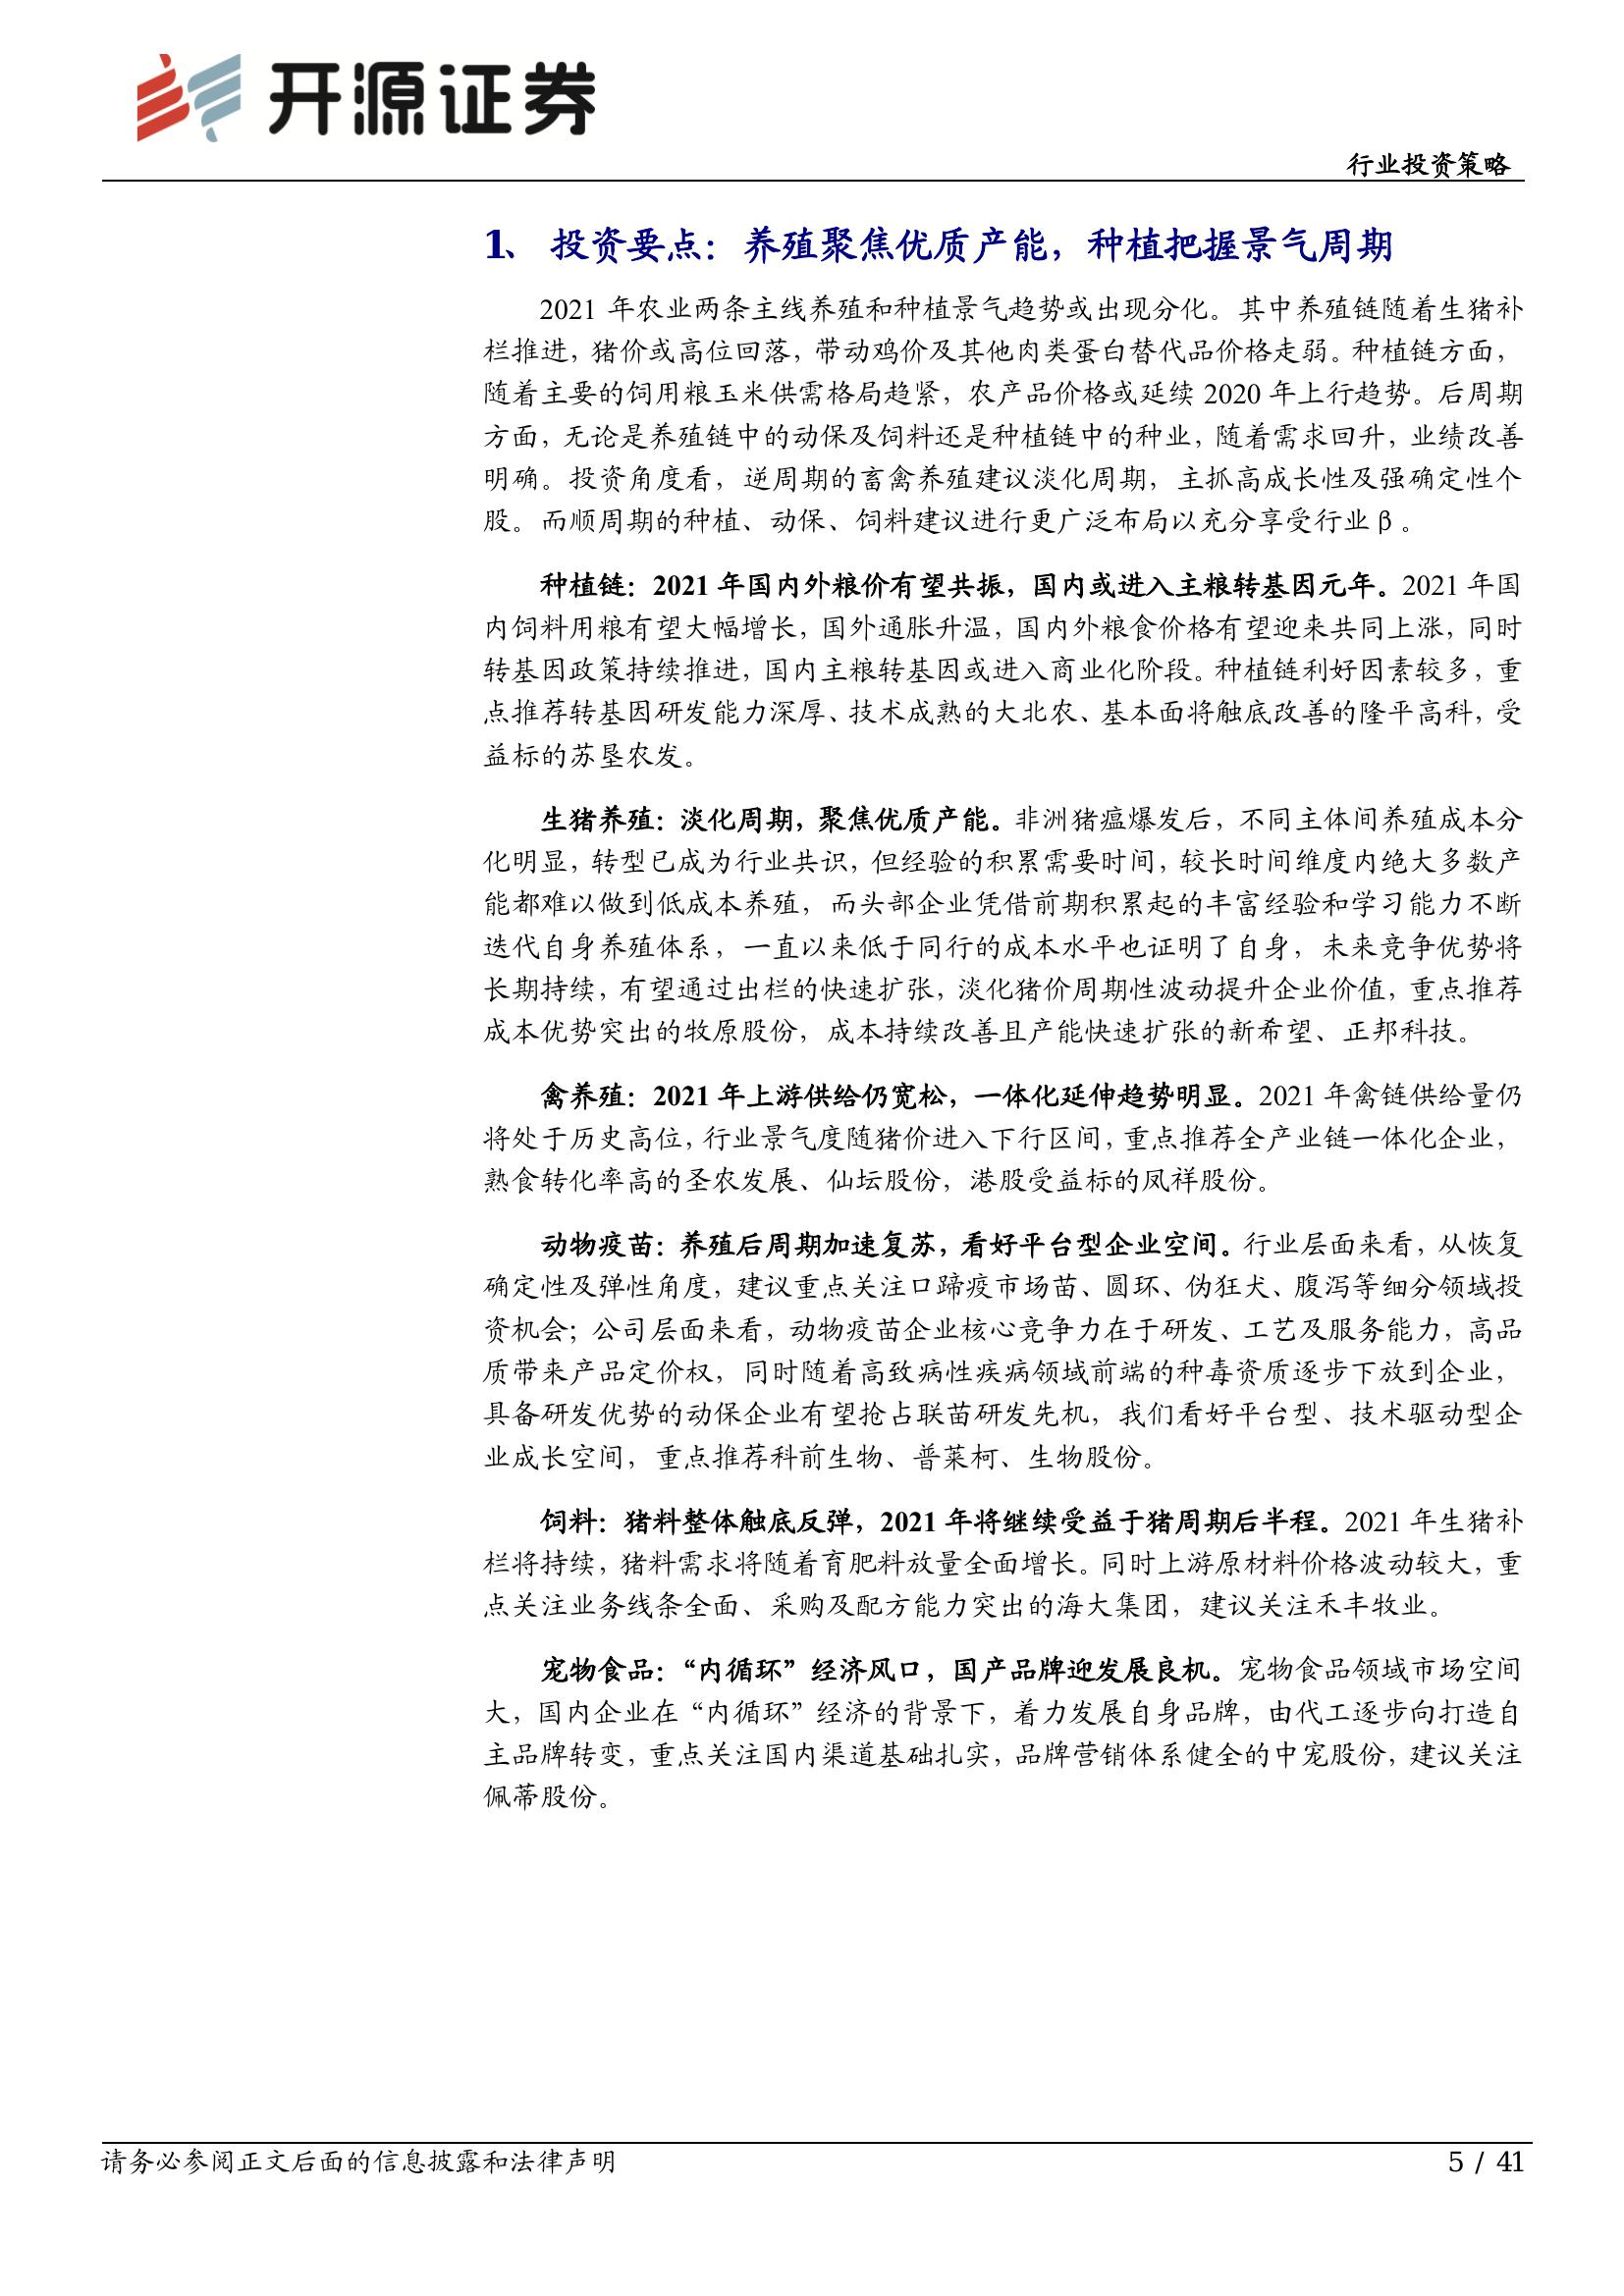 开源证券
行业投资策略
1、 投资要点：养殖聚焦优质产能，种植把握景气周期
2021 年农业两条主线养殖和种植景气趋势或出现分化。其中养殖链随着生猪补
栏推进，猪价或高位回落，带动鸡价及其他肉类蛋白替代品价格走弱。种植链方面，
随着主要的饲用粮玉米供需格局趋紧，农产品价格或延续 2020 年上行趋势。后周期
方面，无论是养殖链中的动保及饲料还是种植链中的种业，随着需求回升，业绩改善
明确。投资角度看，逆周期的畜禽养殖建议淡化周期，主抓高成长性及强确定性个
股。而顺周期的种植、动保、饲料建议进行更广泛布局以充分享受行业β。
种植链：2021 年国内外粮价有望共振，国内或进入主粮转基因元年。2021 年国
内饲料用粮有望大幅增长，国外通胀升温，国内外粮食价格有望迎来共同上涨，同时
转基因政策持续推进，国内主粮转基因或进入商业化阶段。种植链利好因素较多，重
点推荐转基因研发能力深厚、技术成熟的大北农、基本面将触底改善的隆平高科，受
益标的苏垦农发。
生猪养殖：淡化周期，聚焦优质产能。非洲猪瘟爆发后，不同主体间养殖成本分
化明显，转型已成为行业共识，但经验的积累需要时间，较长时间维度内绝大多数产
能都难以做到低成本养殖，而头部企业凭借前期积累起的丰富经验和学习能力不断
迭代自身养殖体系，一直以来低于同行的成本水平也证明了自身，未来竞争优势将
长期持续，有望通过出栏的快速扩张，淡化猪价周期性波动提升企业价值，重点推荐
成本优势突出的牧原股份，成本持续改善且产能快速扩张的新希望、正邦科技。
禽养殖：2021 年上游供给仍宽松，一体化延伸趋势明显。2021 年禽链供给量仍
将处于历史高位，行业景气度随猪价进入下行区间，重点推荐全产业链一体化企业，
熟食转化率高的圣农发展、仙坛股份，港股受益标的凤祥股份。
动物疫苗：养殖后周期加速复苏，看好平台型企业空间。行业层面来看，从恢复
确定性及弹性角度，建议重点关注口蹄疫市场苗、圆环、伪狂犬、腹泻等细分领域投
资机会；公司层面来看，动物疫苗企业核心竞争力在于研发、工艺及服务能力，高品
质带来产品定价权，同时随着高致病性疾病领域前端的种毒资质逐步下放到企业，
具备研发优势的动保企业有望抢占联苗研发先机，我们看好平台型、技术驱动型企
业成长空间，重点推荐科前生物、普莱柯、生物股份。
饲料：猪料整体触底反弹，2021 年将继续受益于猪周期后半程。2021 年生猪补
栏将持续，猪料需求将随着育肥料放量全面增长。同时上游原材料价格波动较大，重
点关注业务线条全面、采购及配方能力突出的海大集团，建议关注禾丰牧业。
宠物食品：“内循环”经济风口，国产品牌迎发展良机。宠物食品领域市场空间
大，国内企业在“内循环”经济的背景下，着力发展自身品牌，由代工逐步向打造自
主品牌转变，重点关注国内渠道基础扎实，品牌营销体系健全的中宠股份，建议关注
佩蒂股份。
请务必参阅正文后面的信息披露和法律声明
5 / 41